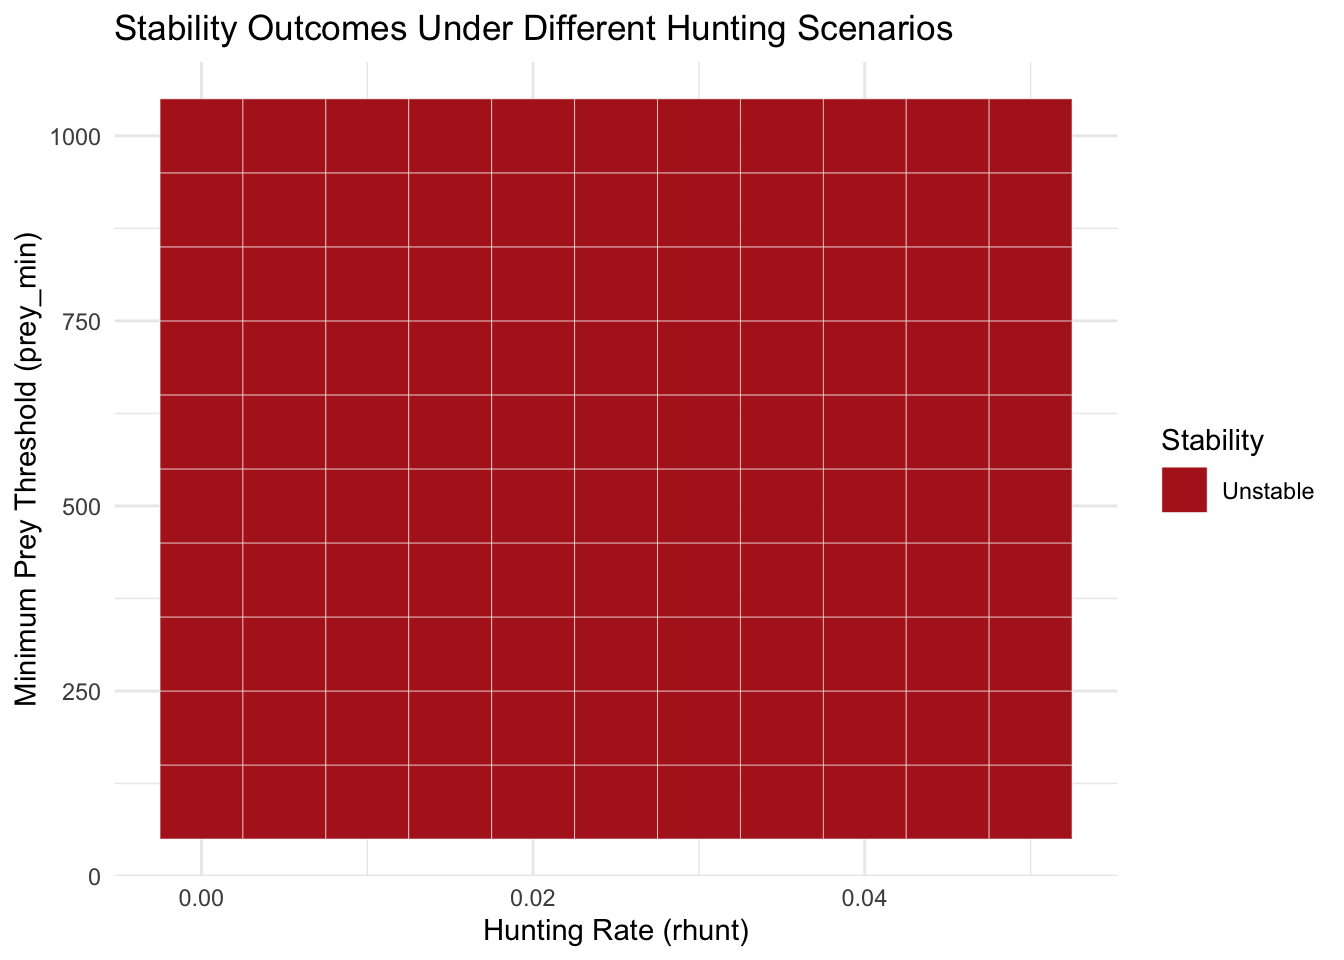 Stability Outcomes Under Different Hunting Scenarios
Minimum Prey Threshold (prey_min)
1000
750
500
250
0
0.00
0.02
0.04
Hunting Rate (rhunt)
Stability
Unstable